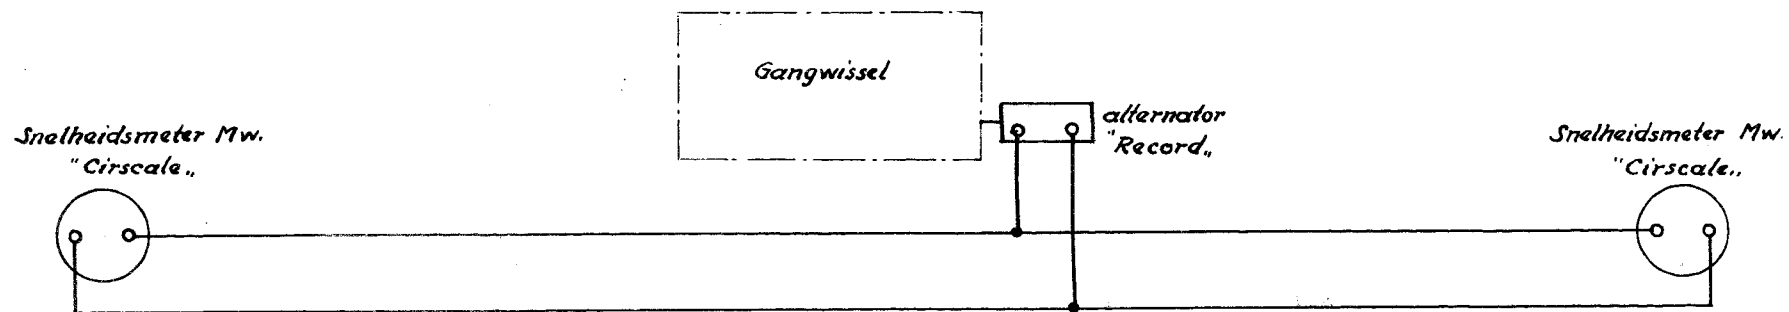 Gangwissel
alternator
"Record„
Snelheidsmeter Mw.
"Cirscale„
Snelheidsmeter Mw.
"Cirscale„